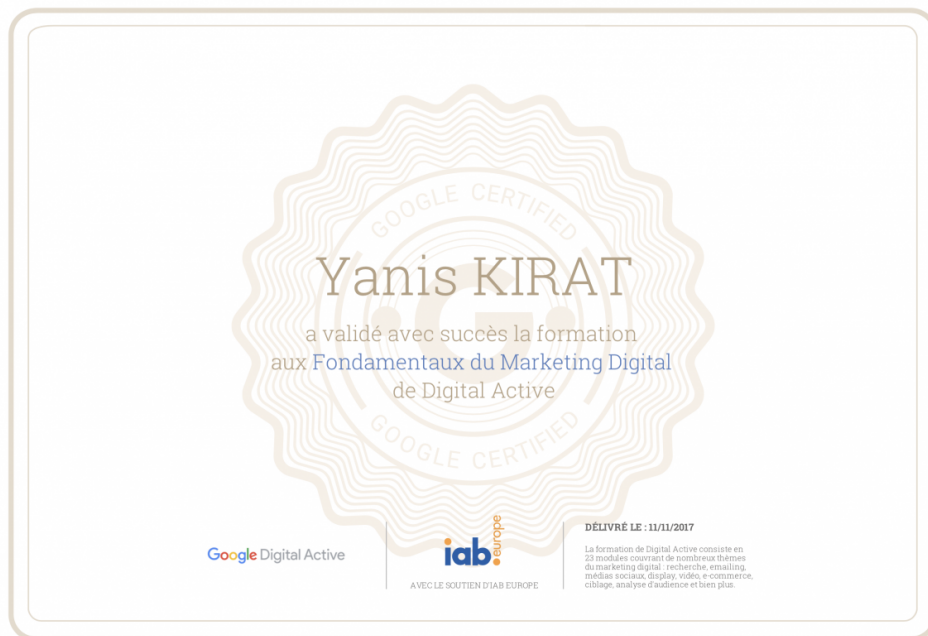 GOOGLE CERTIFIED
Yanis KIRAT
a validé avec succès la formation
aux Fondamentaux du Marketing Digital
de Digital Active
GOOGLE CERTIFIED
Google Digital Active
iab.europe
AVEC LE SOUTIEN D'IAB EUROPE
DÉLIVRÉ LE : 11/11/2017
La formation de Digital Active consiste en
23 modules couvrant de nombreux thèmes
du marketing digital : recherche, emailing,
médias sociaux, display, vidéo, e-commerce,
ciblage, analyse d'audience et bien plus.